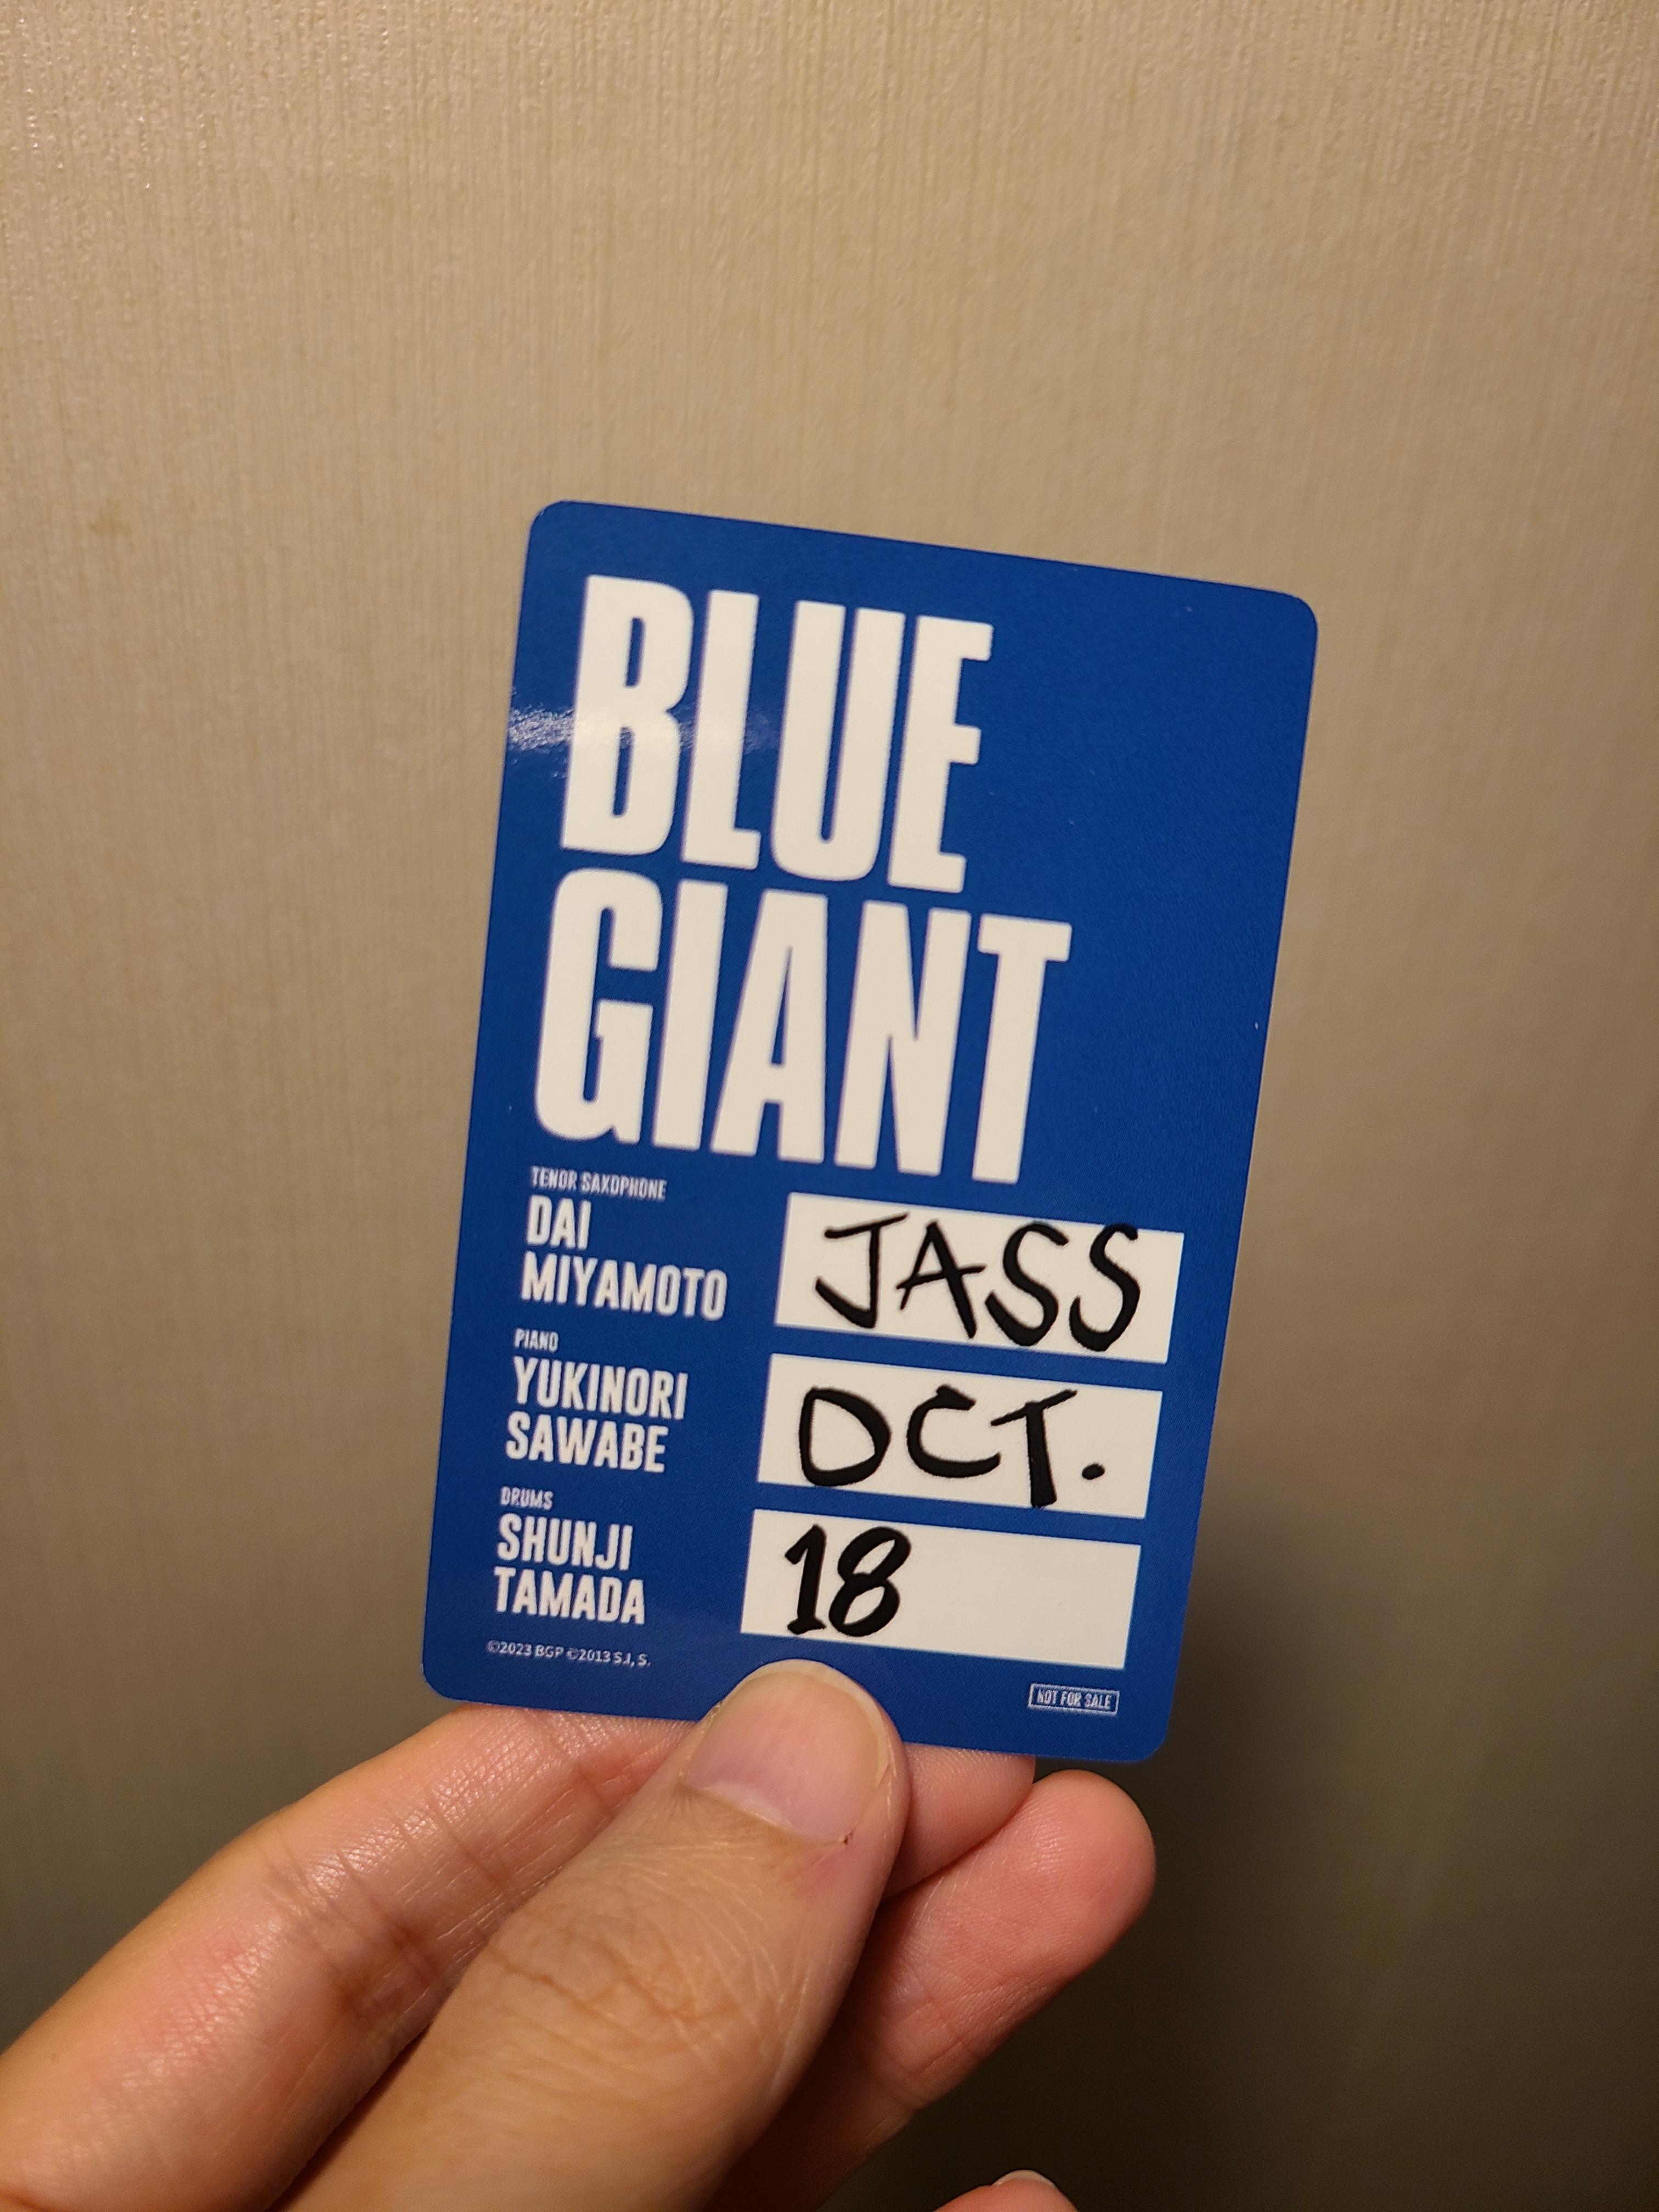 BLUE
GIANT
TENOR SAXOPHONE
DAI
MIYAMOTO
JASS
PIANO
YUKINORI
SAWABE
OCT.
DRUMS
SHUNJI
TAMADA
18
©2023 BGP ©2013 S.I, S.
NOT FOR SALE